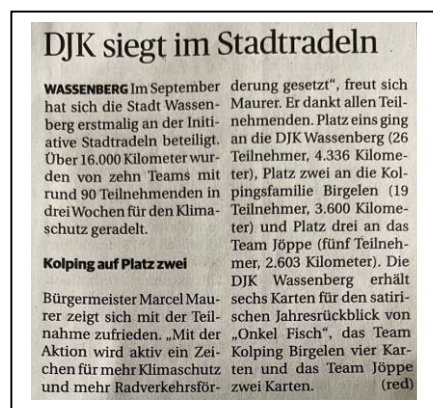 DJK siegt im Stadtradeln
WASSENBERG Im September
hat sich die Stadt Wassen-
berg erstmalig an der Initi-
ative Stadtradeln beteiligt.
Über 16.000 Kilometer wur-
den von zehn Teams mit
rund 90 Teilnehmenden in
drei Wochen für den Klima-
schutz geradelt.
Kolping auf Platz zwei
Bürgermeister Marcel Mau-
rer zeigt sich mit der Teil-
nahme zufrieden. „Mit der
Aktion wird aktiv ein Zei-
chen für mehr Klimaschutz
und mehr Radverkehrsför-
derung gesetzt“, freut sich
Maurer. Er dankt allen Teil-
nehmenden. Platz eins ging
an die DJK Wassenberg (26
Teilnehmer, 4.336 Kilome-
ter), Platz zwei an die Kol-
pingsfamilie Birgelen (19
Teilnehmer, 3.600 Kilome-
ter) und Platz drei an das
Team Jöppe (fünf Teilneh-
mer, 2.603 Kilometer). Die
DJK Wassenberg erhält
sechs Karten für den satiri-
schen Jahresrückblick von
„Onkel Fisch“, das Team
Kolping Birgelen vier Kar-
ten und das Team Jöppe
zwei Karten. (red)